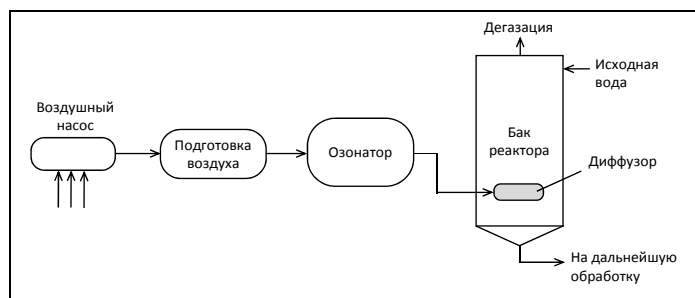 Дегазация
Исходная
вода
Воздушный
насос
Подготовка
воздуха
Озонатор
Бак
реактора
Диффузор
На дальнейшую
обработку